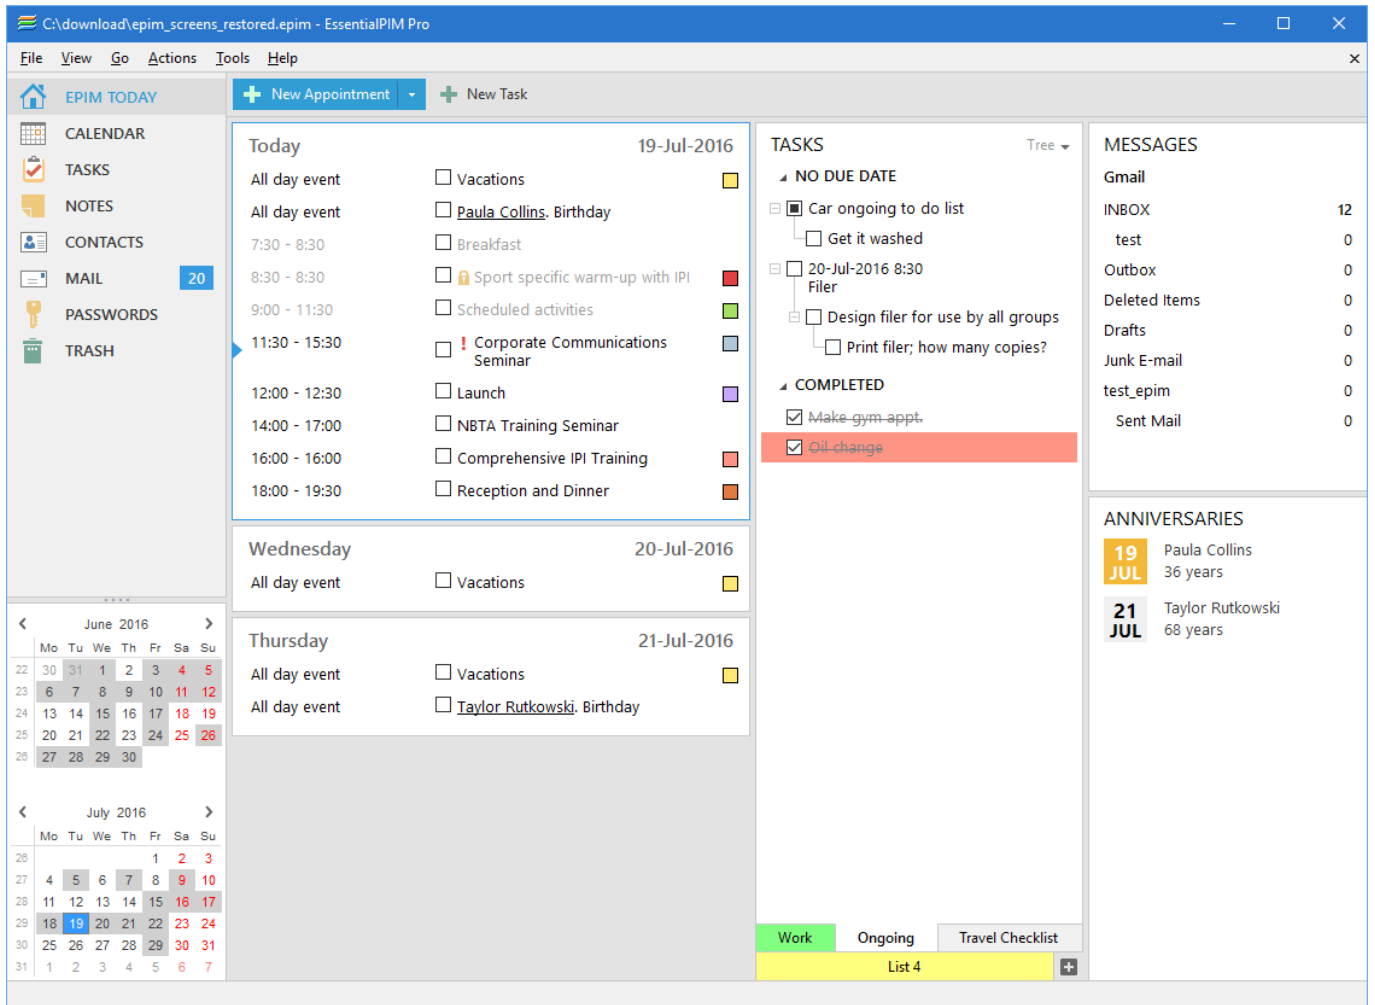 C:\download\epim_screens_restored.epim - EssentialPIM Pro
File View Go Actions Tools Help
EPIM TODAY
CALENDAR
TASKS
NOTES
CONTACTS
MAIL 20
PASSWORDS
TRASH
June 2016
Mo Tu We Th Fr Sa Su
22 30 31 1 2 3 4 5
23 6 7 8 9 10 11 12
24 13 14 15 16 17 18 19
25 20 21 22 23 24 25 26
26 27 28 29 30
July 2016
Mo Tu We Th Fr Sa Su
26 1 2 3
27 4 5 6 7 8 9 10
28 11 12 13 14 15 16 17
29 18 19 20 21 22 23 24
30 25 26 27 28 29 30 31
31 1 2 3 4 5 6 7
New Appointment New Task
Today 19-Jul-2016
All day event Vacations
All day event Paula Collins. Birthday
7:30 - 8:30 Breakfast
8:30 - 8:30 Sport specific warm-up with IPI
9:00 - 11:30 Scheduled activities
11:30 - 15:30 ! Corporate Communications
Seminar
12:00 - 12:30 Launch
14:00 - 17:00 NBTA Training Seminar
16:00 - 16:00 Comprehensive IPI Training
18:00 - 19:30 Reception and Dinner
Wednesday 20-Jul-2016
All day event Vacations
Thursday 21-Jul-2016
All day event Vacations
All day event Taylor Rutkowski. Birthday
TASKS Tree
NO DUE DATE
Car ongoing to do list
Get it washed
20-Jul-2016 8:30
Filer
Design filer for use by all groups
Print filer; how many copies?
COMPLETED
Make gym appt.
Oil change
Work Ongoing Travel Checklist
List 4
MESSAGES
Gmail
INBOX 12
test 0
Outbox 0
Deleted Items 0
Drafts 0
Junk E-mail 0
test_epim 0
Sent Mail 0
ANNIVERSARIES
19 JUL
Paula Collins
36 years
21 JUL
Taylor Rutkowski
68 years